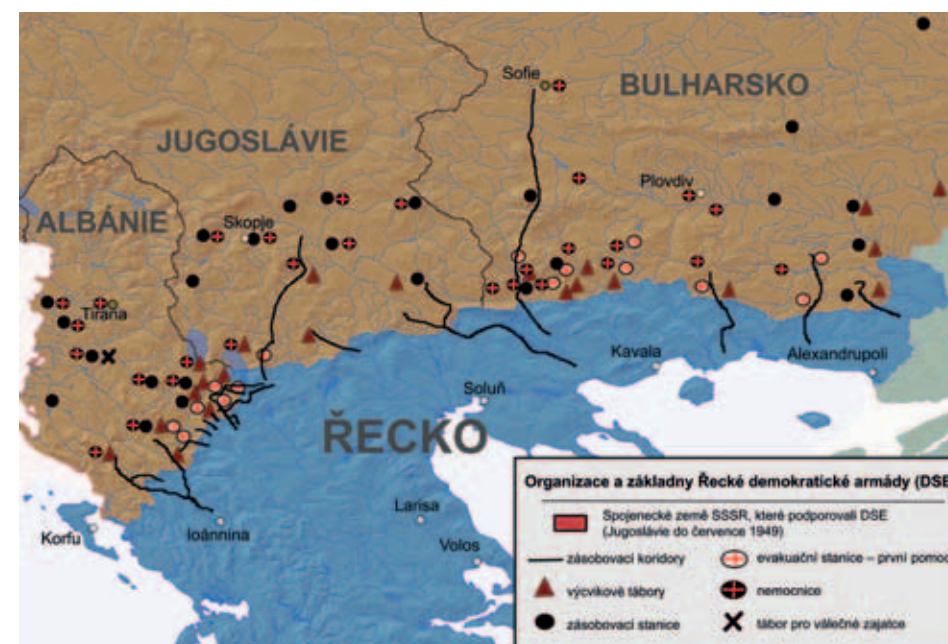 Sofie
BULHARSKO
JUGOSLÁVIE
Plovdiv
ALBÁNIE
Skopje
Tirana
Kavala
Alexandrupoli
Soluň
ŘECKO
Korfu
Ioánnina
Larisa
Volos
Organizace a základny Řecké demokratické armády (DSE
Spojenecké země SSSR, které podporovali DSE
(Jugoslávie do července 1949)
zásobovací koridory
evakuační stanice – první pomoc
výcvikové tábory
nemocnice
zásobovací stanice
tábor pro válečné zajatce